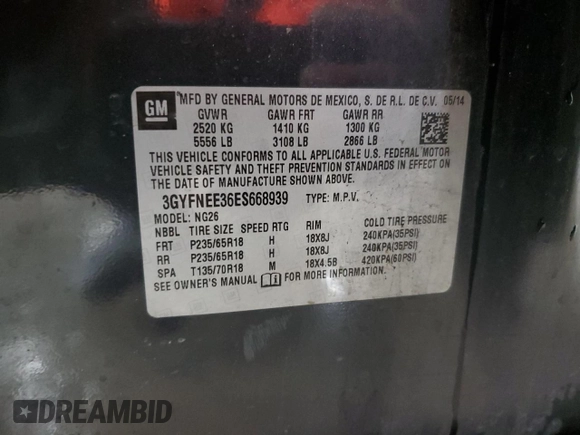 GM
MFD BY GENERAL MOTORS DE MEXICO, S. DE R.L. DE C.V. 05/14
GVWR GAWR FRT GAWR RR
2520 KG 1410 KG 1300 KG
5556 LB 3108 LB 2866 LB
THIS VEHICLE CONFORMS TO ALL APPLICABLE U.S. FEDERAL MOTOR
VEHICLE SAFETY AND THEFT PREVENTION STANDARDS IN EFFECT ON
THE DATE OF MANUFACTURE SHOWN ABOVE.
3GYFNEE36ES668939 TYPE: M.P.V.
MODEL: NG26
NBBL TIRE SIZE SPEED RTG RIM COLD TIRE PRESSURE
FRT P235/65R18 H 18X8J 240KPA(35PSI)
RR P235/65R18 H 18X8J 240KPA(35PSI)
SPA T135/70R18 M 18X4.5B 420KPA(60PSI)
SEE OWNER'S MANUAL FOR MORE INFORMATION.
DREAMBID